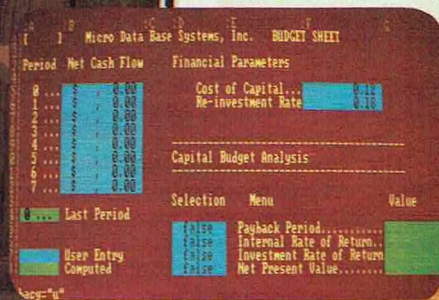 A B C D E F G
[ ] Micro Data Base Systems, Inc. BUDGET SHEET
Period Net Cash Flow Financial Parameters
0 ... $ , 0.00 Cost of Capital... 0.12
1 ... $ , 0.00 Re-investment Rate 0.18
2 ... $ , 0.00
3 ... $ , 0.00
4 ... $ , 0.00
5 ... $ , 0.00 Capital Budget Analysis
6 ... $ , 0.00
7 ... $ , 0.00
Selection Menu Value
0 ... Last Period
false Payback Period...........
false Internal Rate of Return..
User Entry false Investment Rate of Return
Computed false Net Present Value........